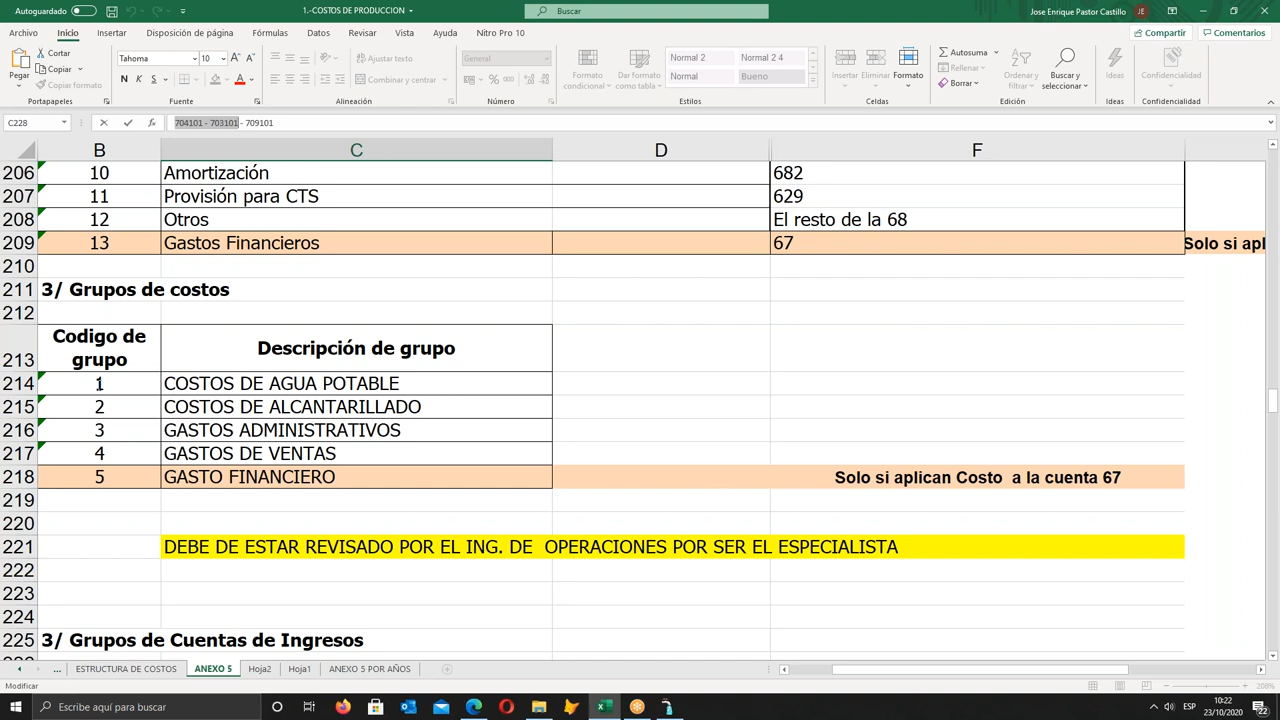 Autoguardado
1.-COSTOS DE PRODUCCION
Buscar
Jose Enrique Pastor Castillo
JE
Archivo Inicio Insertar Disposición de página Fórmulas Datos Revisar Vista Ayuda Nitro Pro 10
Compartir Comentarios
Pegar
Cortar
Copiar
Copiar formato
Portapapeles
Tahoma 10
N K S
Fuente
Ajustar texto
Combinar y centrar
Alineación
General
Número
Formato condicional
Dar formato como tabla
Normal 2 Normal 2 4
Normal Bueno
Estilos
Insertar Eliminar Formato
Celdas
Autosuma
Rellenar
Borrar
Ordenar y filtrar
Buscar y seleccionar
Edición
Ideas
Ideas
Confidencialidad
Confidencialidad
C228 fx 704101 - 703101 - 709101
B C D F
206 10 Amortización 682
207 11 Provisión para CTS 629
208 12 Otros El resto de la 68
209 13 Gastos Financieros 67 Solo si apl
210
211 3/ Grupos de costos
212
213 Codigo de grupo Descripción de grupo
214 1 COSTOS DE AGUA POTABLE
215 2 COSTOS DE ALCANTARILLADO
216 3 GASTOS ADMINISTRATIVOS
217 4 GASTOS DE VENTAS
218 5 GASTO FINANCIERO Solo si aplican Costo a la cuenta 67
219
220
221 DEBE DE ESTAR REVISADO POR EL ING. DE OPERACIONES POR SER EL ESPECIALISTA
222
223
224
225 3/ Grupos de Cuentas de Ingresos
... ESTRUCTURA DE COSTOS ANEXO 5 Hoja2 Hoja1 ANEXO 5 POR AÑOS
Modificar
208%
Escribe aquí para buscar
ESP
10:22
23/10/2020
22